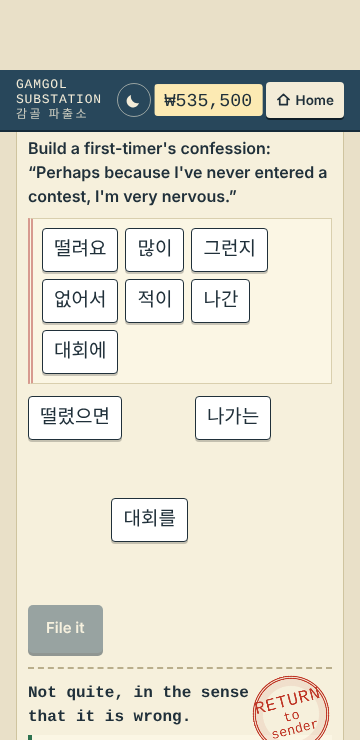 GAMGOL
SUBSTATION
감골 파출소
₩535,500
Home
Build a first-timer's confession:
“Perhaps because I've never entered a
contest, I'm very nervous.”
떨려요 많이 그런지
없어서 적이 나간
대회에
떨렸으면 나가는
대회를
File it
Not quite, in the sense
that it is wrong.
RETURN
to
sender